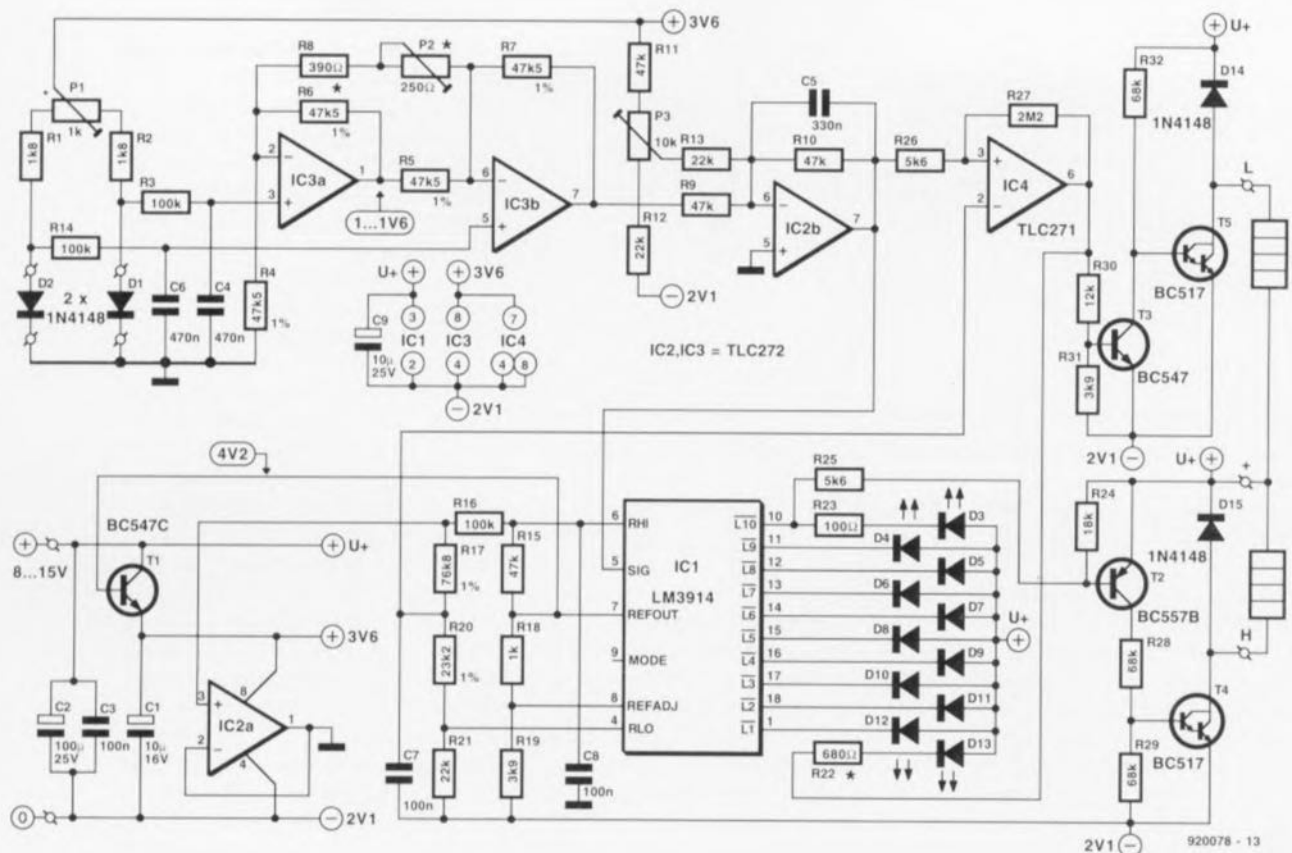 3V6
R8
390Ω
*
P2 *
250Ω
R7
47k5
1%
R11
47k
P1
1k
R1
1k8
R2
1k8
R6
47k5
1%
R3
100k
R14
100k
2
3
1
IC3a
R5
47k5
1%
1...1V6
6
5
7
IC3b
P3
10k
R13
22k
R9
47k
R12
22k
2V1
C5
330n
R10
47k
6
5
7
IC2b
R26
5k6
R27
2M2
3
2
6
IC4
TLC271
R32
68k
U+
D14
1N4148
L
T5
BC517
R30
12k
T3
BC547
R31
3k9
2V1
D2
2 x
1N4148
D1
C6
470n
C4
470n
R4
47k5
1%
U+
3V6
C9
10µ
25V
3
IC1
2
8
IC3
4
7
IC4
4
8
2V1
IC2,IC3 = TLC272
4V2
BC547C
T1
8...15V
U+
3V6
C2
100µ
25V
C3
100n
C1
10µ
16V
3
2
8
4
1
IC2a
0
2V1
R16
100k
R17
76k8
1%
R15
47k
R20
23k2
1%
R18
1k
R21
22k
R19
3k9
C7
100n
C8
100n
6
RHI
5
SIG
7
REFOUT
9
MODE
8
REFADJ
4
RLO
IC1
LM3914
L10
10
L9
11
L8
12
L7
13
L6
14
L5
15
L4
16
L3
17
L2
18
L1
1
R25
5k6
R23
100Ω
D3
D4
D5
D6
D7
D8
D9
D10
D11
D12
D13
680Ω
R22 *
U+
R24
18k
U+
+
D15
1N4148
T2
BC557B
R28
68k
H
T4
R29
68k
BC517
2V1
920078 - 13